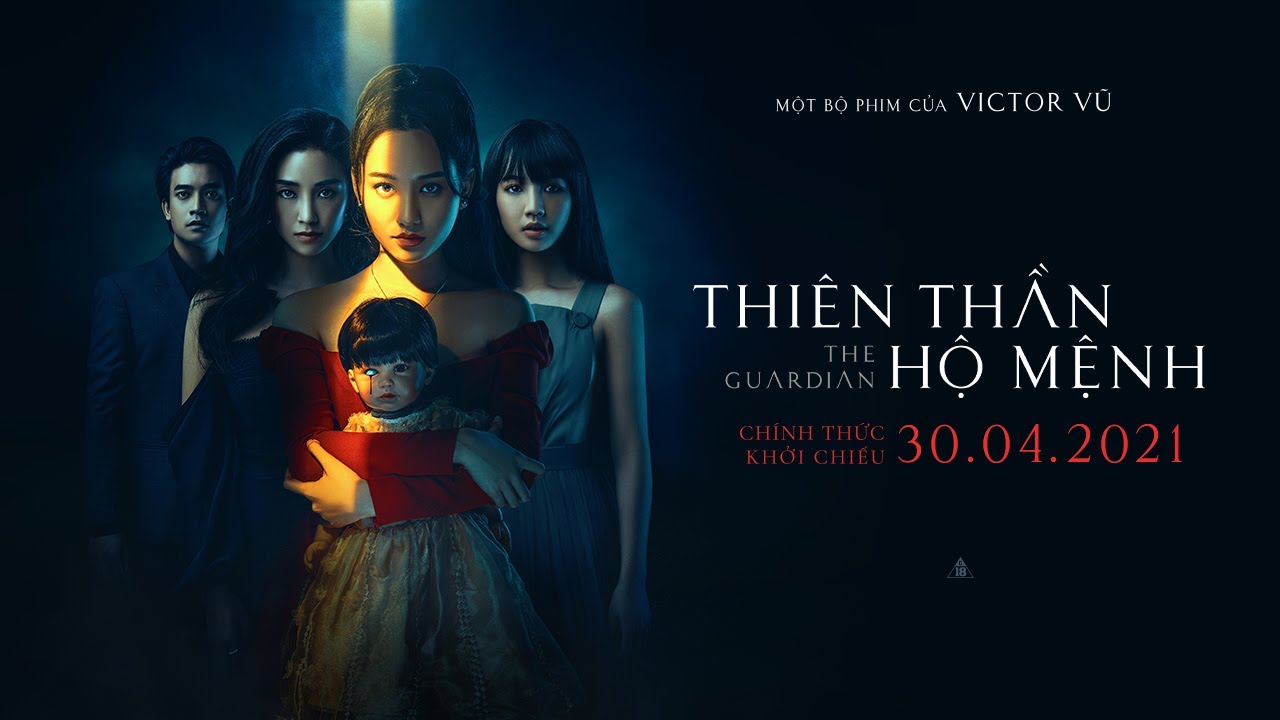 MỘT BỘ PHIM CỦA VICTOR VŨ
THIÊN THẦN
THE
GUARDIAN
HỘ MỆNH
CHÍNH THỨC
KHỞI CHIẾU
30.04.2021
C
18